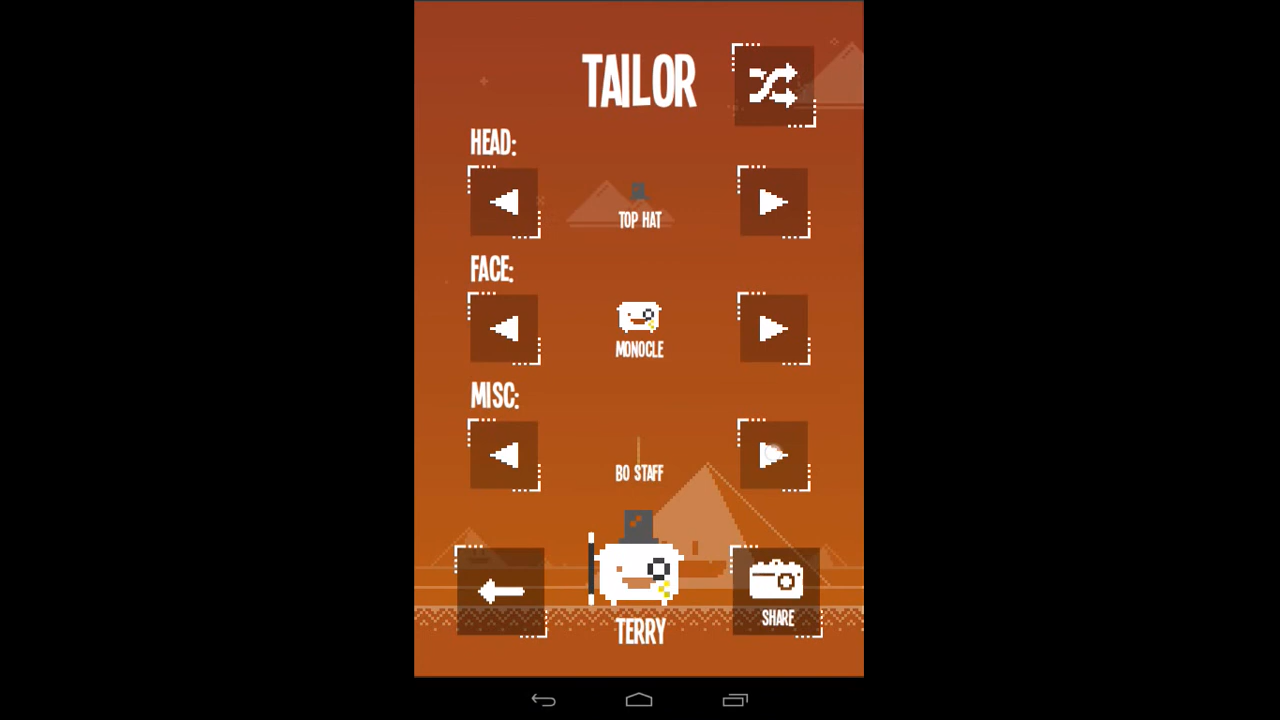 TAILOR
HEAD:
TOP HAT
FACE:
MONOCLE
MISC:
BO STAFF
SHARE
TERRY